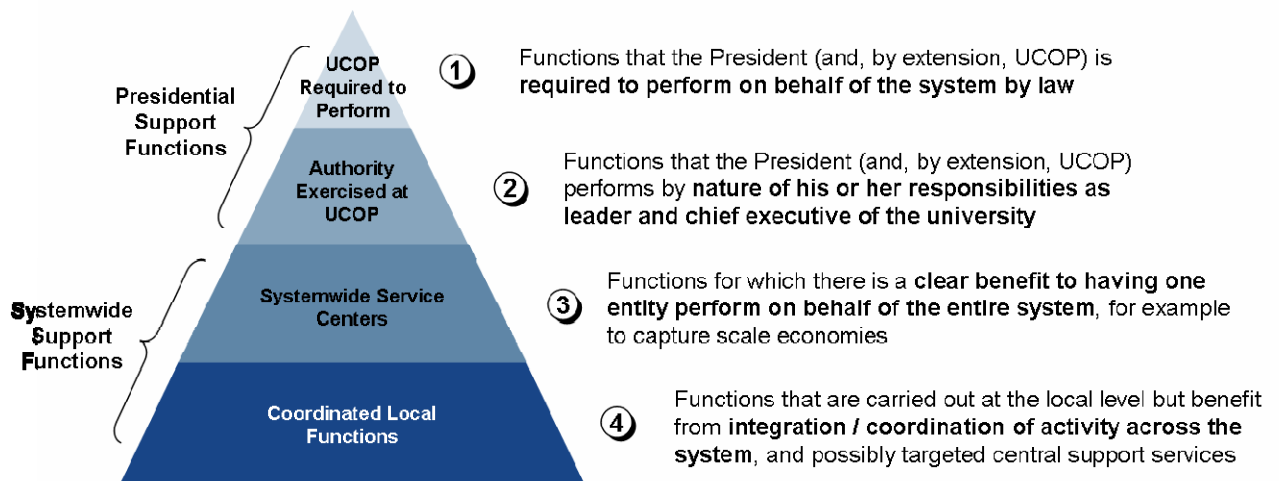 Presidential
Support
Functions
UCOP
Required to
Perform
1
Functions that the President (and, by extension, UCOP) is
required to perform on behalf of the system by law
Authority
Exercised at
UCOP
2
Functions that the President (and, by extension, UCOP)
performs by nature of his or her responsibilities as
leader and chief executive of the university
Systemwide
Support
Functions
Systemwide Service
Centers
3
Functions for which there is a clear benefit to having one
entity perform on behalf of the entire system, for example
to capture scale economies
Coordinated Local
Functions
4
Functions that are carried out at the local level but benefit
from integration / coordination of activity across the
system, and possibly targeted central support services